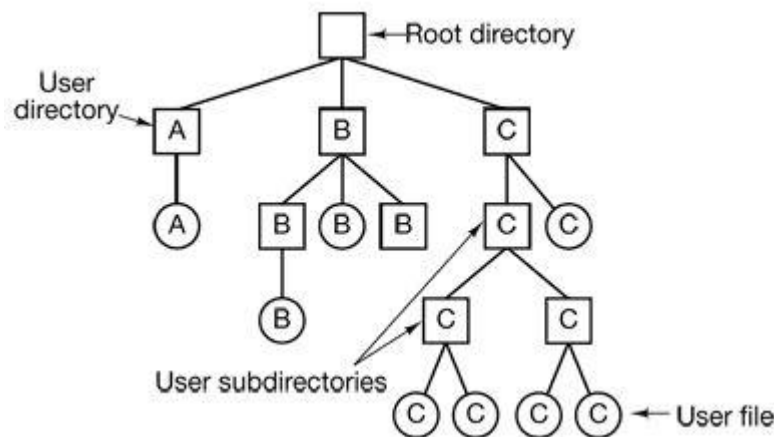 Root directory
User
directory
A B C
A B B B C C
B C C
User subdirectories
C C C C
User file